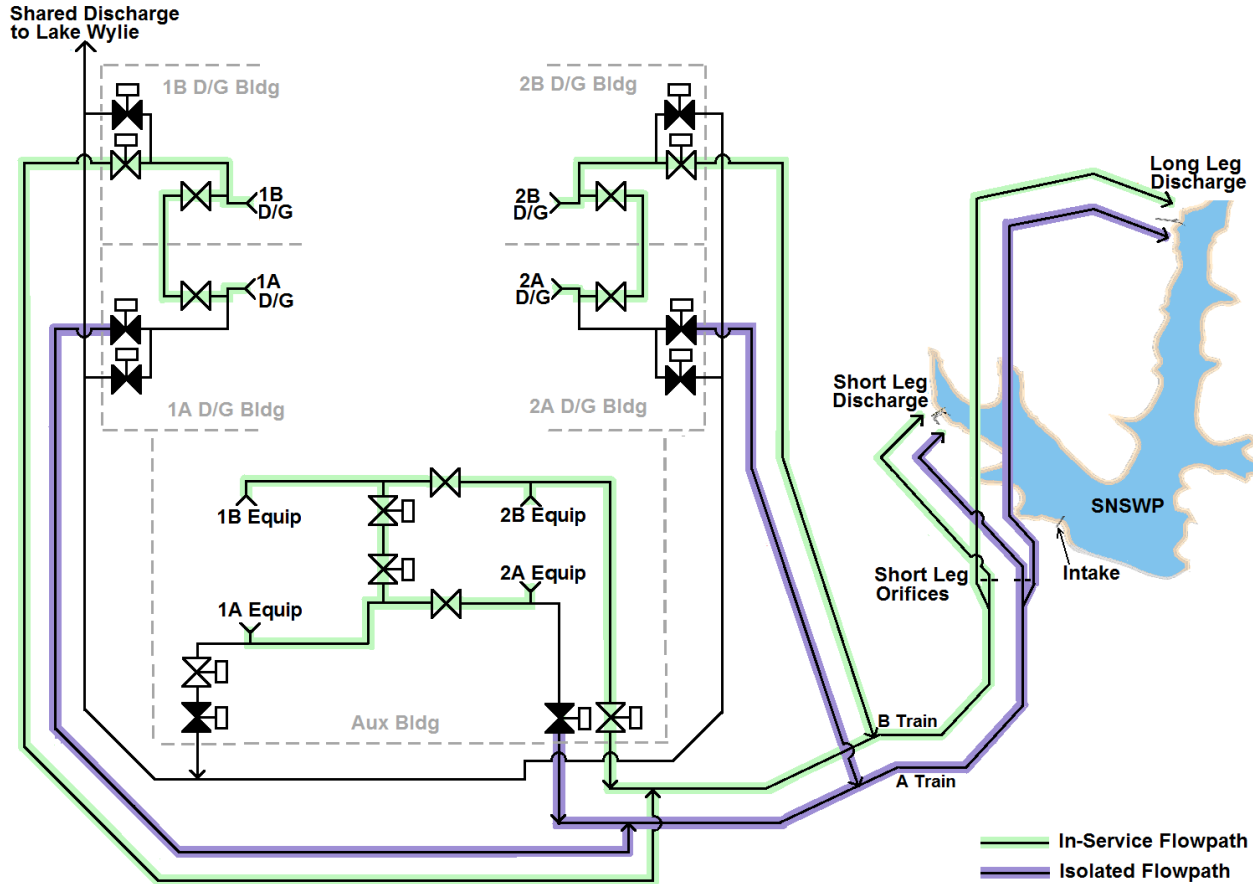 Shared Discharge
to Lake Wylie
1B D/G Bldg
2B D/G Bldg
Long Leg
Discharge
1B
D/G
2B
D/G
1A
D/G
2A
D/G
Short Leg
Discharge
1A D/G Bldg
2A D/G Bldg
1B Equip
2B Equip
SNSWP
2A Equip
Short Leg
Orifices
Intake
1A Equip
Aux Bldg
B Train
A Train
In-Service Flowpath
Isolated Flowpath